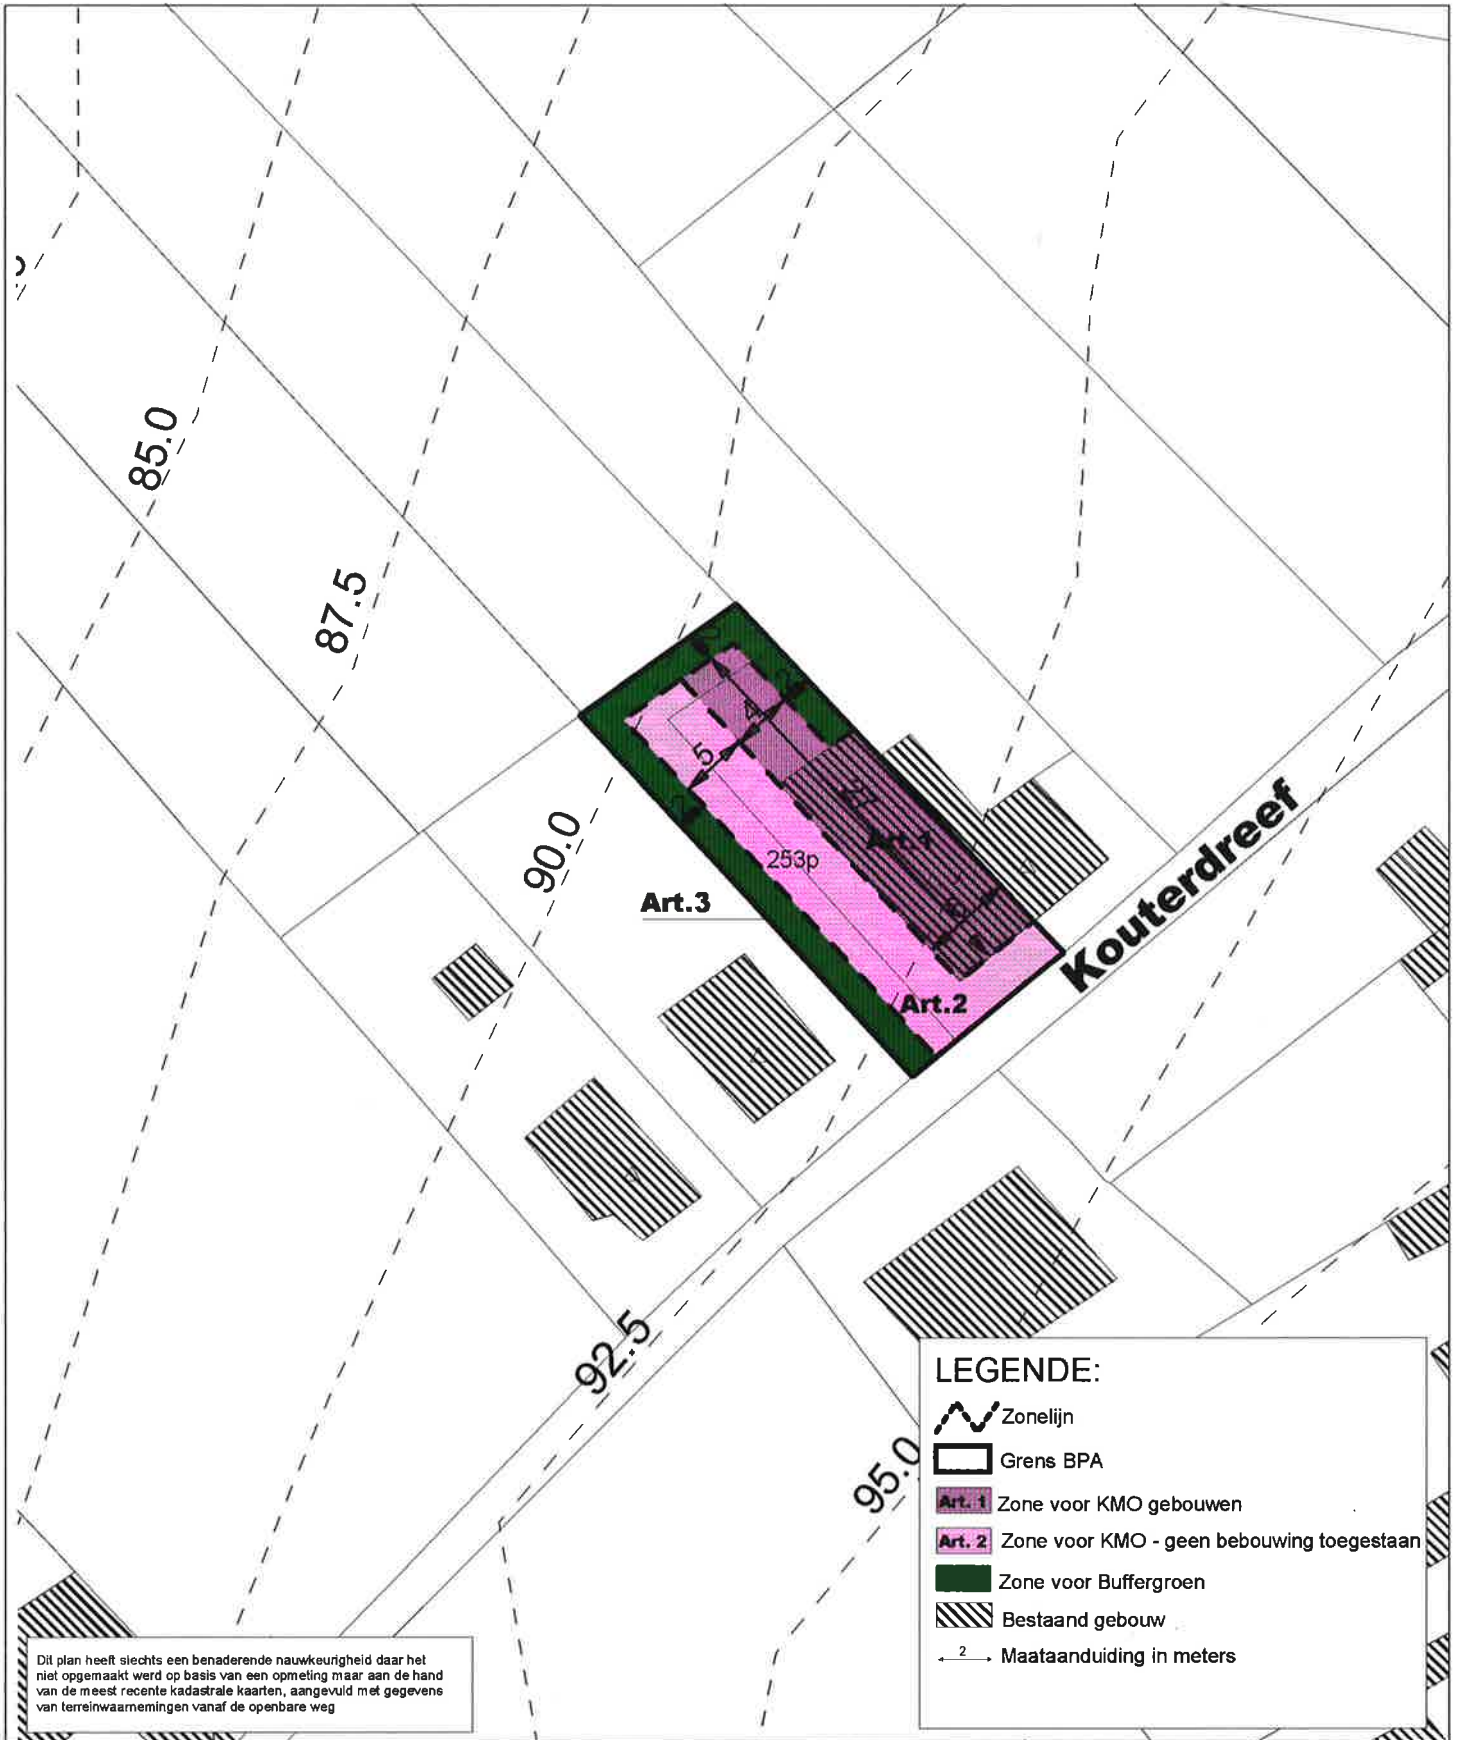 85.0
87.5
2
2
4
5
2
27
Art.1
253p
90.0
Art.3
Kouterdreef
Art.2
92.5
95.0
LEGENDE:
Zonelijn
Grens BPA
Art. 1 Zone voor KMO gebouwen
Art. 2 Zone voor KMO - geen bebouwing toegestaan
Zone voor Buffergroen
Bestaand gebouw
2 Maataanduiding in meters
Dit plan heeft slechts een benaderende nauwkeurigheid daar het
niet opgemaakt werd op basis van een opmeting maar aan de hand
van de meest recente kadastrale kaarten, aangevuld met gegevens
van terreinwaarnemingen vanaf de openbare weg